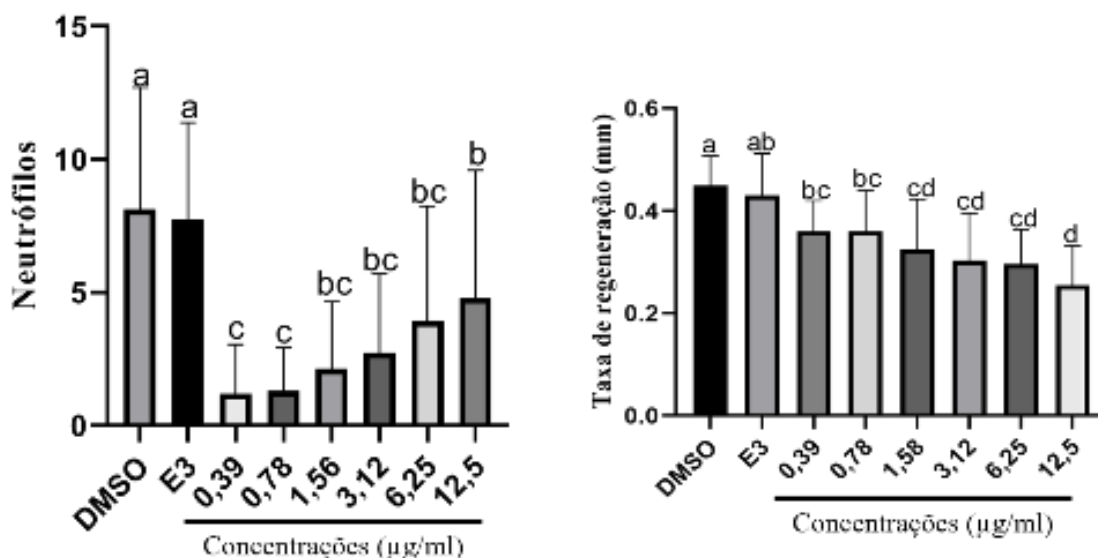 Neutrófilos
15
10
5
0
a
a
c
c
bc
bc
bc
b
DMSO
E3
0,39
0,78
1,56
3,12
6,25
12,5
Concentrações (µg/ml)
Taxa de regeneração (mm)
0.6
0.4
0.2
0.0
a
ab
bc
bc
cd
cd
cd
d
DMSO
E3
0,39
0,78
1,58
3,12
6,25
12,5
Concentrações (µg/ml)